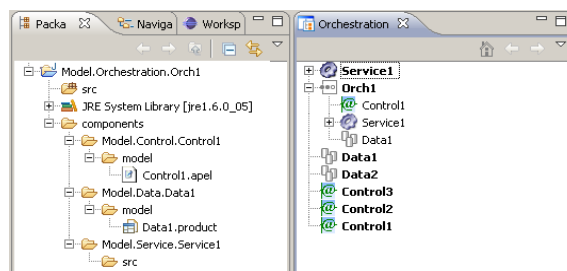 Packa
Naviga
Worksp
Model.Orchestration.Orch1
src
JRE System Library [jre1.6.0_05]
components
Model.Control.Control1
model
Control1.apel
Model.Data.Data1
model
Data1.product
Model.Service.Service1
src
Orchestration
Service1
Orch1
Control1
Service1
Data1
Data1
Data2
Control3
Control2
Control1